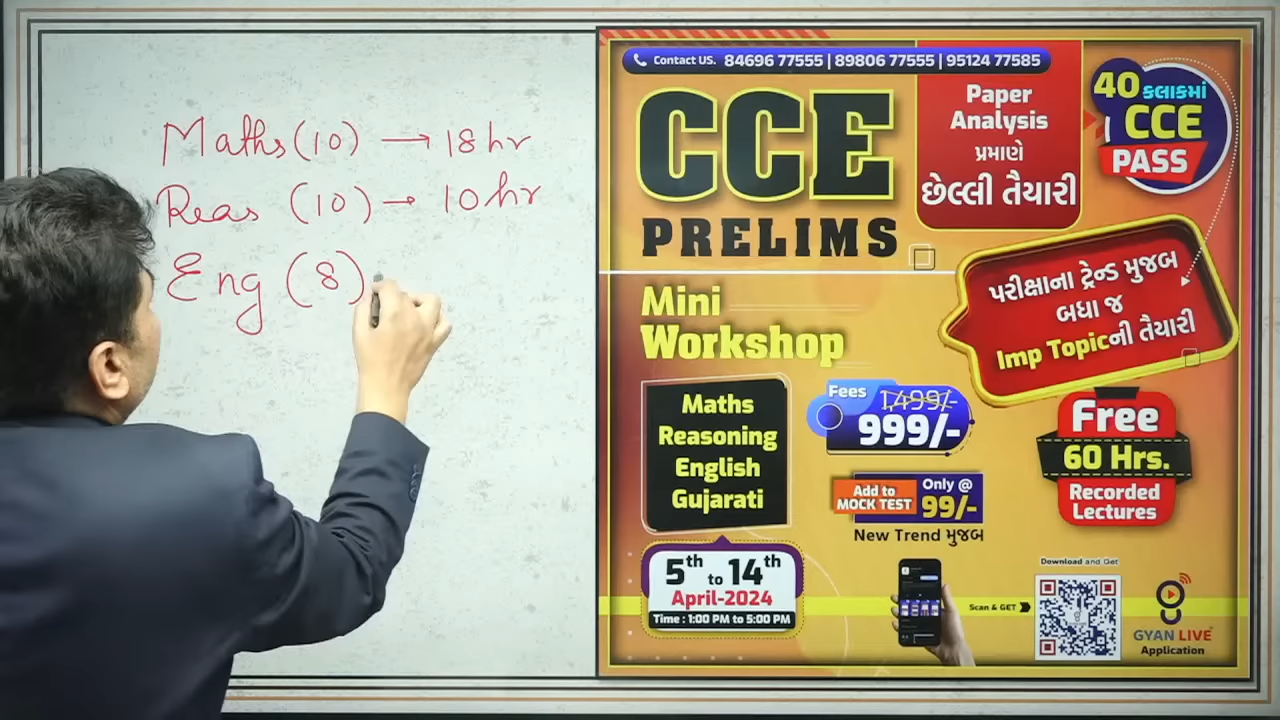 Maths (10) → 18 hr
Reas (10) → 10 hr
Eng (8)
Contact US. 84696 77555 | 89806 77555 | 95124 77585
CCE
PRELIMS
Paper
Analysis
પ્રમાણે
છેલ્લી તૈયારી
40 કલાકમાં
CCE
PASS
પરીક્ષાના ટ્રેન્ડ મુજબ
બધા જ
Imp Topicની તૈયારી
Mini
Workshop
Maths
Reasoning
English
Gujarati
Fees 1,499/-
999/-
Add to
MOCK TEST
Only @
99/-
New Trend મુજબ
Free
60 Hrs.
Recorded
Lectures
5th to 14th
April-2024
Time : 1:00 PM to 5:00 PM
Download and Get
Scan & GET
GYAN LIVE
Application